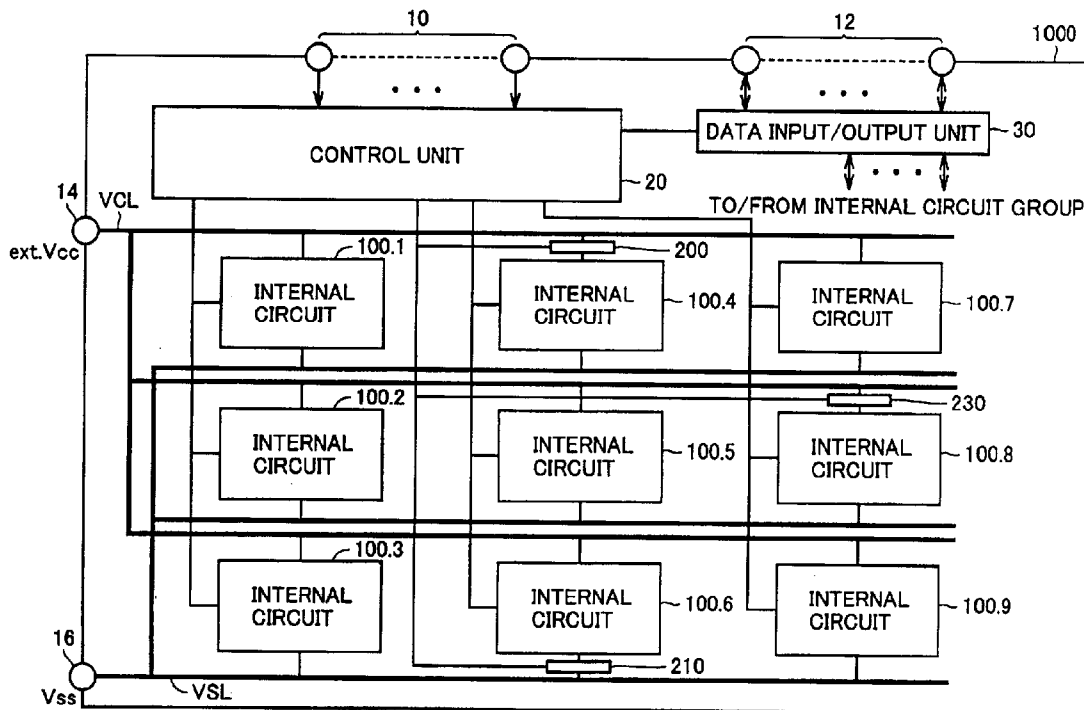 10
12
1000
CONTROL UNIT
20
DATA INPUT/OUTPUT UNIT
30
TO/FROM INTERNAL CIRCUIT GROUP
14
VCL
ext.Vcc
100.1
INTERNAL
CIRCUIT
200
INTERNAL
CIRCUIT
100.4
INTERNAL
CIRCUIT
100.7
100.2
INTERNAL
CIRCUIT
INTERNAL
CIRCUIT
100.5
230
INTERNAL
CIRCUIT
100.8
100.3
INTERNAL
CIRCUIT
INTERNAL
CIRCUIT
100.6
INTERNAL
CIRCUIT
100.9
210
16
Vss
VSL